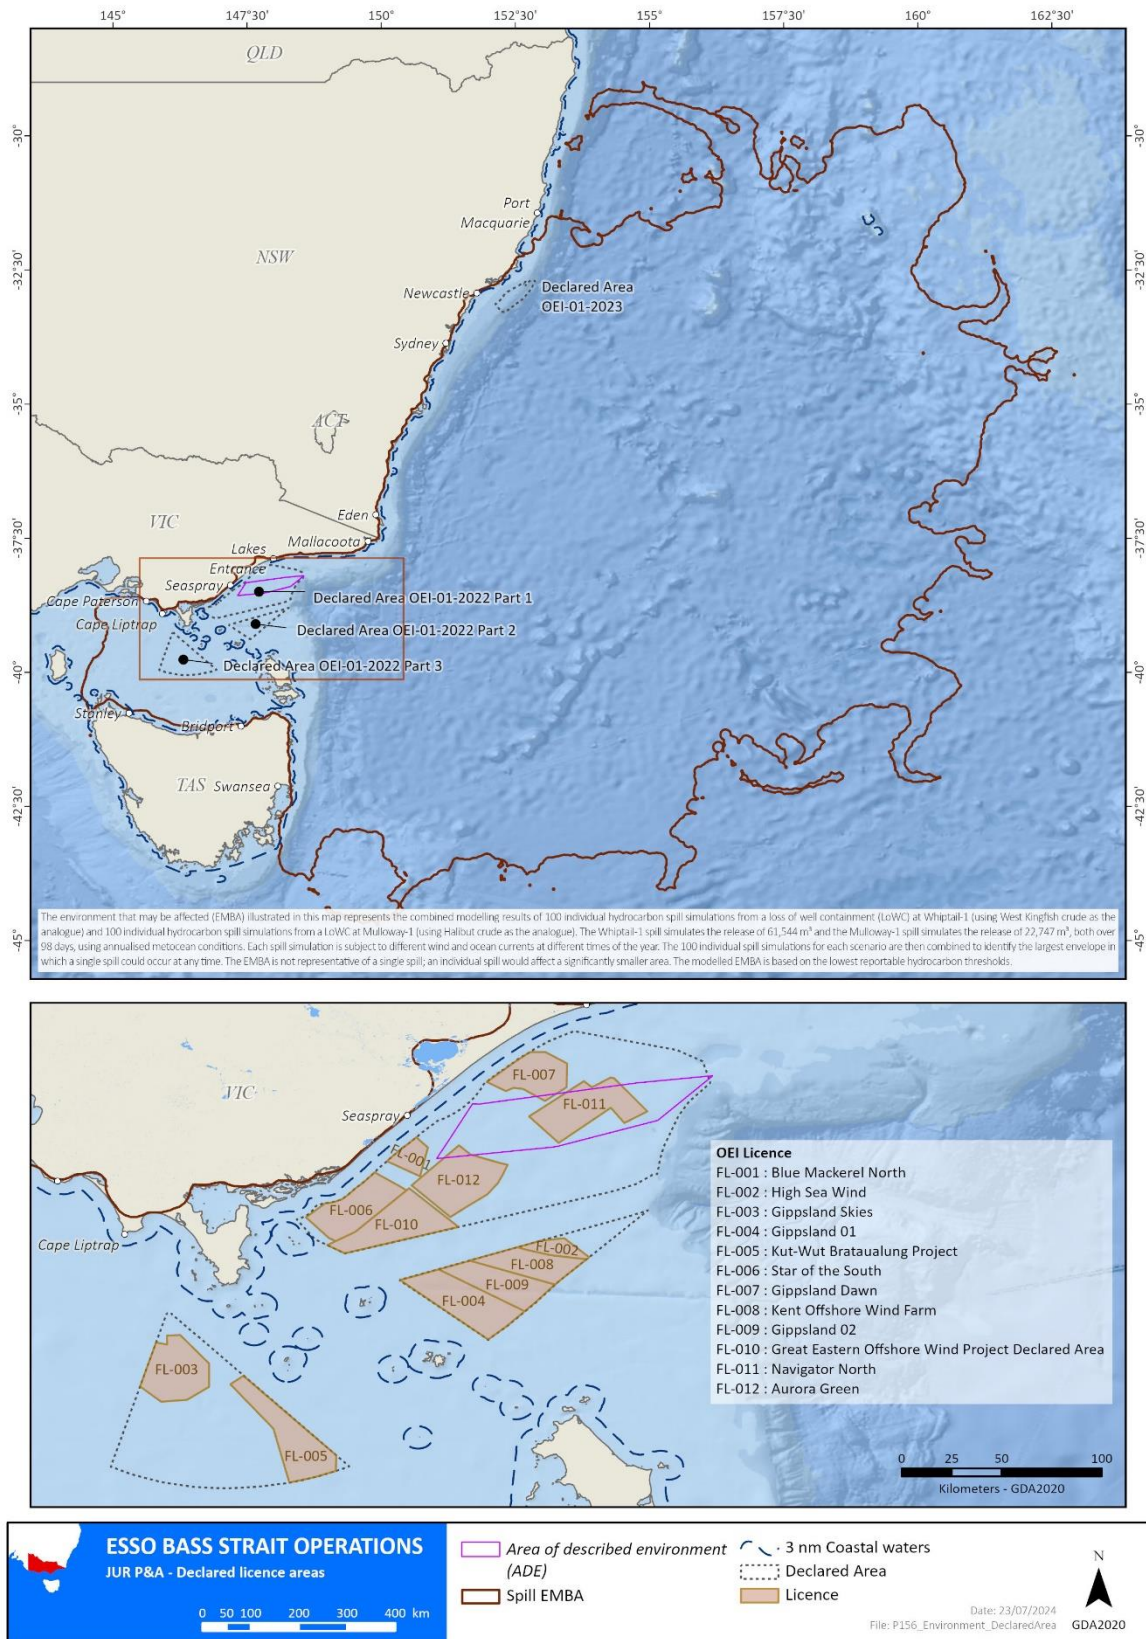 145° 147°30' 150° 152°30' 155° 157°30' 160° 162°30'
QLD
-30° -30°
Port
Macquarie
NSW
-32°30' -32°30'
Newcastle
Declared Area
OEI-01-2023
Sydney
-35° -35°
ACT
Eden
VIC
-37°30' -37°30'
Mallacoota
Lakes
Entrance
Seaspray
Declared Area OEI-01-2022 Part 1
Cape Paterson
Cape Liptrap
Declared Area OEI-01-2022 Part 2
Declared Area OEI-01-2022 Part 3
-40° -40°
Stanley
Bridport
TAS
Swansea
-42°30' -42°30'
The environment that may be affected (EMBA) illustrated in this map represents the combined modelling results of 100 individual hydrocarbon spill simulations from a loss of well containment (LoWC) at Whiptail-1 (using West Kingfish crude as the
analogue) and 100 individual hydrocarbon spill simulations from a LoWC at Mulloway-1 (using Halibut crude as the analogue). The Whiptail-1 spill simulates the release of 61,544 m³ and the Mulloway-1 spill simulates the release of 22,747 m³, both over
98 days, using annualised metocean conditions. Each spill simulation is subject to different wind and ocean currents at different times of the year. The 100 individual spill simulations for each scenario are then combined to identify the largest envelope in
which a single spill could occur at any time. The EMBA is not representative of a single spill; an individual spill would affect a significantly smaller area. The modelled EMBA is based on the lowest reportable hydrocarbon thresholds.
-45° -45°
VIC
FL-007
Seaspray
FL-011
FL-001
FL-012
FL-006
FL-010
Cape Liptrap
FL-002
FL-008
FL-009
FL-004
FL-003
FL-005
OEI Licence
FL-001 : Blue Mackerel North
FL-002 : High Sea Wind
FL-003 : Gippsland Skies
FL-004 : Gippsland 01
FL-005 : Kut-Wut Brataualung Project
FL-006 : Star of the South
FL-007 : Gippsland Dawn
FL-008 : Kent Offshore Wind Farm
FL-009 : Gippsland 02
FL-010 : Great Eastern Offshore Wind Project Declared Area
FL-011 : Navigator North
FL-012 : Aurora Green
0 25 50 100
Kilometers - GDA2020
ESSO BASS STRAIT OPERATIONS
JUR P&A - Declared licence areas
0 50 100 200 300 400 km
Area of described environment
(ADE)
Spill EMBA
3 nm Coastal waters
Declared Area
Licence
N
GDA2020
Date: 23/07/2024
File: P156_Environment_DeclaredArea